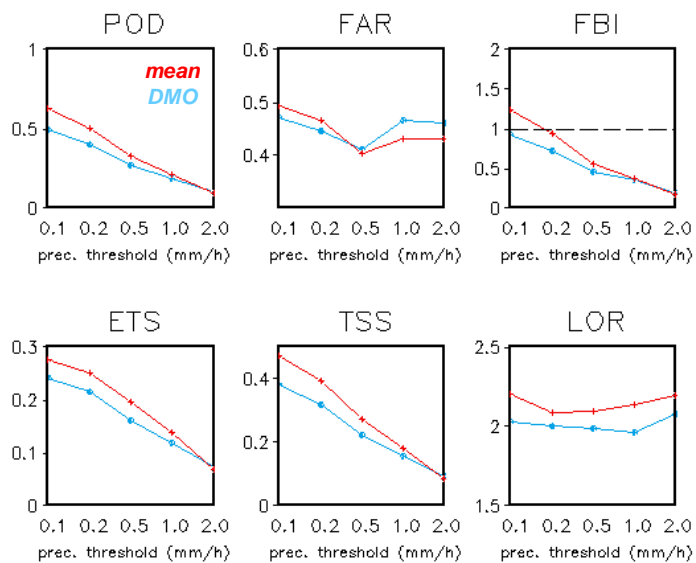 POD FAR FBI
1 0.5 0 mean DMO
0.6 0.5 0.4
2 1.5 1 0.5 0
0.1 0.2 0.5 1.0 2.0 0.1 0.2 0.5 1.0 2.0 0.1 0.2 0.5 1.0 2.0
prec. threshold (mm/h) prec. threshold (mm/h) prec. threshold (mm/h)
ETS TSS LOR
0.3 0.2 0.1 0
0.4 0.2 0
2.5 2 1.5
0.1 0.2 0.5 1.0 2.0 0.1 0.2 0.5 1.0 2.0 0.1 0.2 0.5 1.0 2.0
prec. threshold (mm/h) prec. threshold (mm/h) prec. threshold (mm/h)